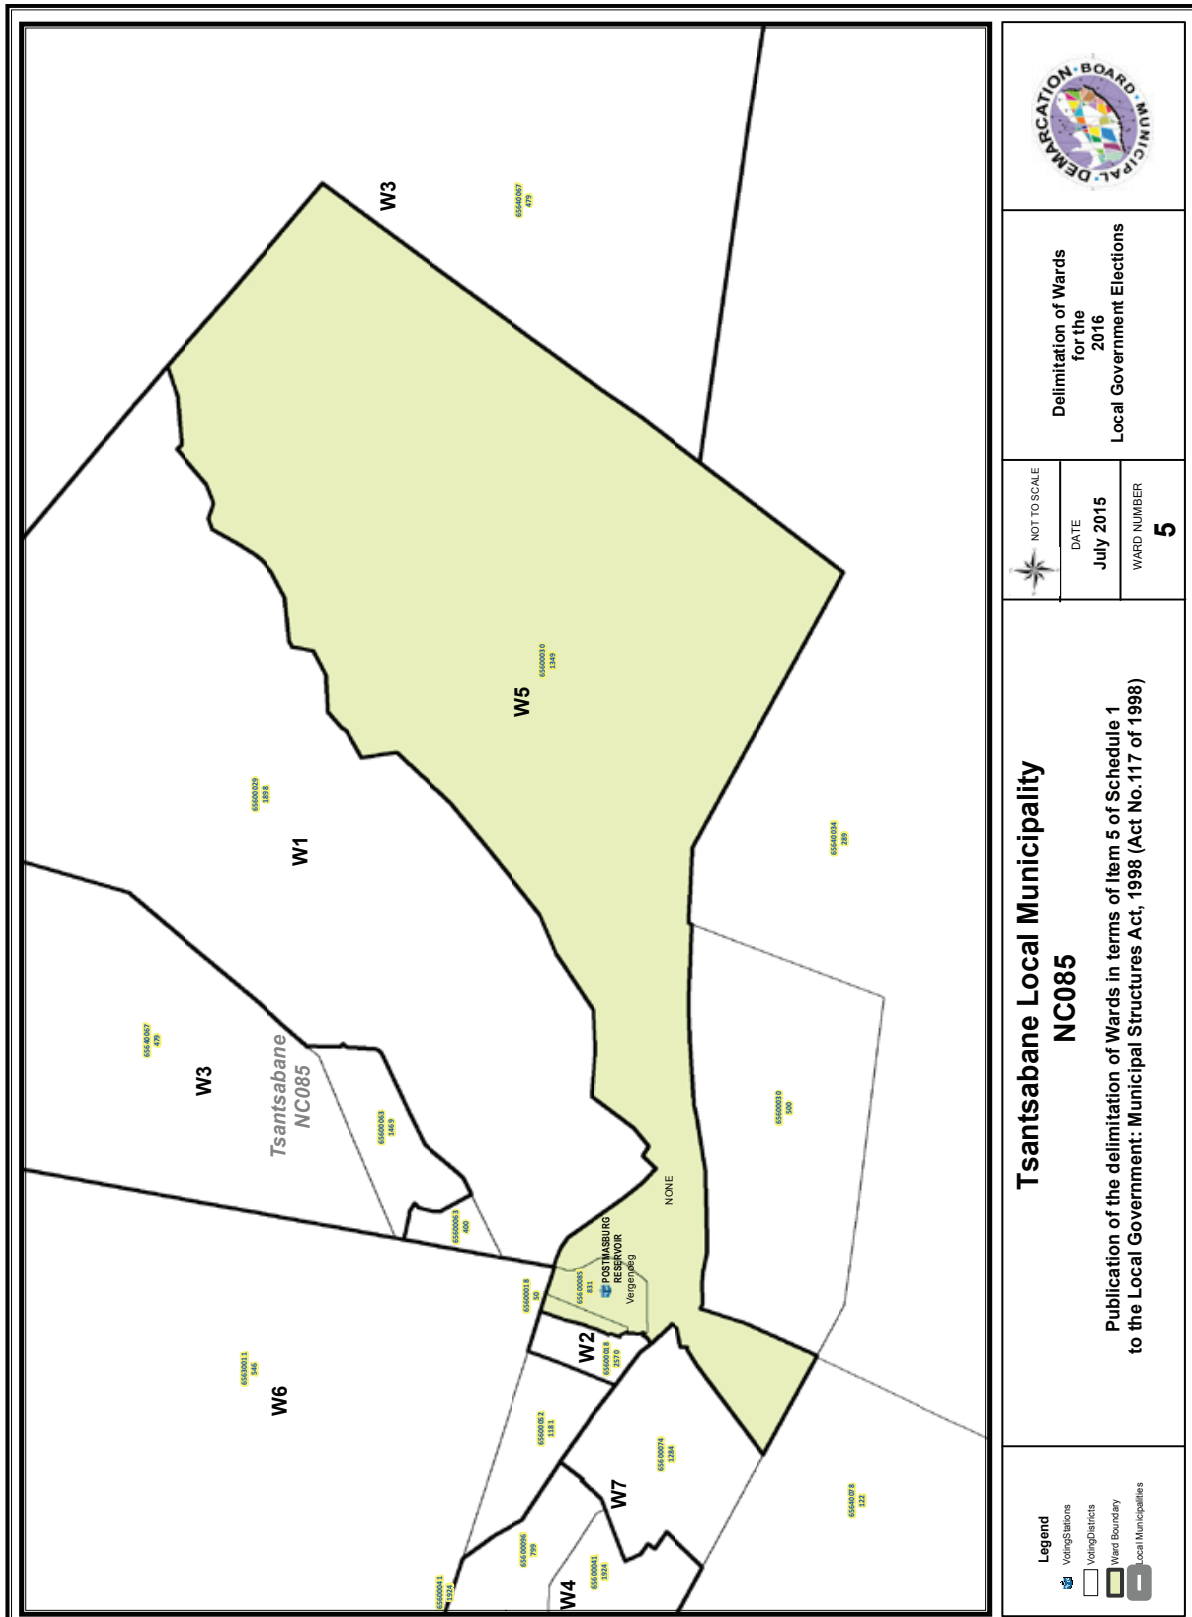 W3
65640067
479
65600029
1898
W1
W5
65600030
1349
65640034
289
65640067
479
W3
Tsantsabane
NC085
65600063
1469
65600063
400
65600030
500
NONE
POSTMASBURG
RESERVOIR
Vergenoeg
65600085
831
65600018
50
W2
65600018
2570
65630011
546
W6
65600052
1181
65600074
1284
W7
65640078
122
65600096
799
65600041
1924
W4
65600041
1924
Legend
VotingStations
VotingDistricts
Ward Boundary
Local Municipalities
Tsantsabane Local Municipality
NC085
Publication of the delimitation of Wards in terms of Item 5 of Schedule 1
to the Local Government: Municipal Structures Act, 1998 (Act No.117 of 1998)
NOT TO SCALE
DATE
July 2015
WARD NUMBER
5
Delimitation of Wards
for the
2016
Local Government Elections
MUNICIPAL · DEMARCATION · BOARD